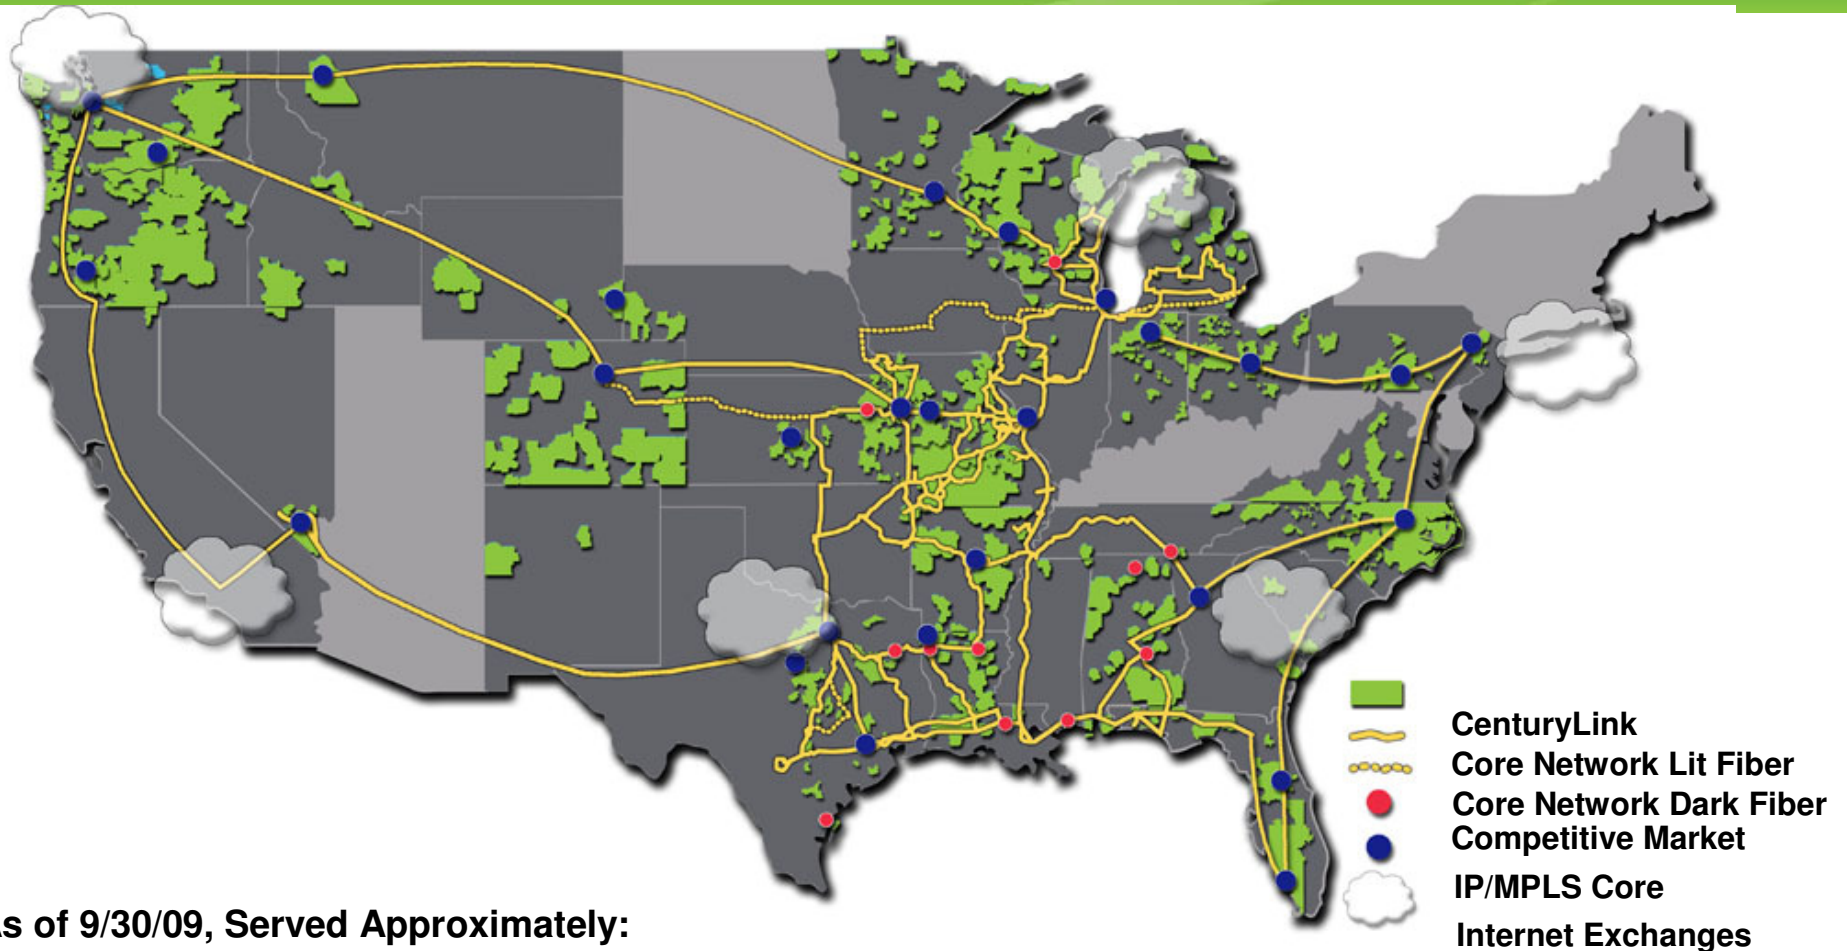 CenturyLink
Core Network Lit Fiber
Core Network Dark Fiber
Competitive Market
IP/MPLS Core
Internet Exchanges
s of 9/30/09, Served Approximately: